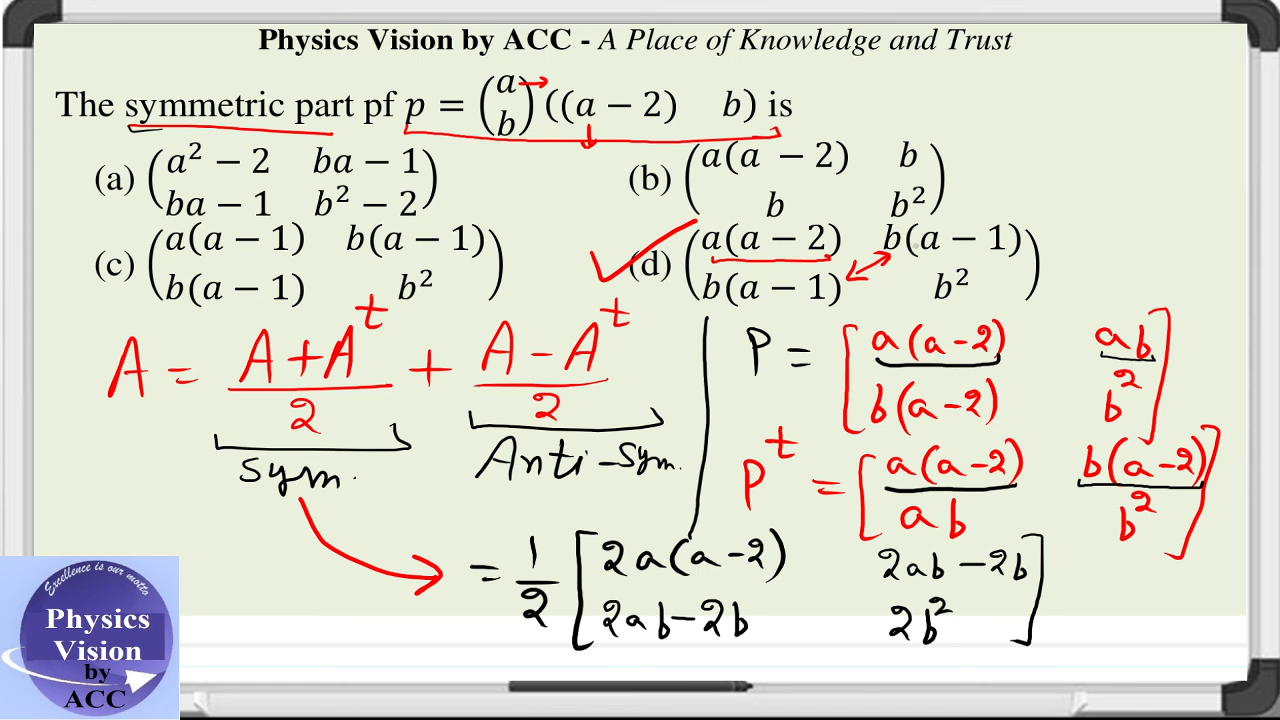 Physics Vision by ACC - A Place of Knowledge and Trust
The symmetric part pf p = (a b) ((a − 2) b) is
(a) (a² − 2 ba − 1
ba − 1 b² − 2)
(b) (a(a − 2) b
b b²)
(c) (a(a − 1) b(a − 1)
b(a − 1) b²)
(d) (a(a − 2) b(a − 1)
b(a − 1) b²)
A = (A + Aᵗ)/2 + (A − Aᵗ)/2
Sym. Anti-Sym.
P = [a(a-2) ab
b(a-2) b²]
Pᵗ = [a(a-2) b(a-2)
ab b²]
= 1/2 [2a(a-2) 2ab-2b
2ab-2b 2b²]
Excellence is our motto
Physics
Vision
by
ACC